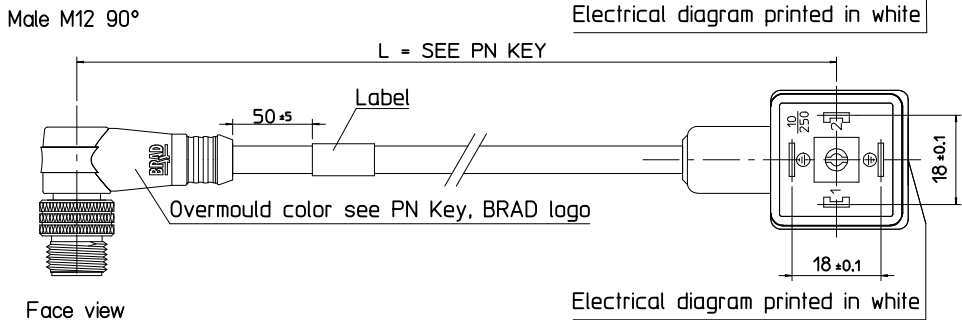 Male M12 90°
Electrical diagram printed in white
L = SEE PN KEY
50 ±5
Label
BRAD
10
250
2
1
18 ±0.1
Overmould color see PN Key, BRAD logo
18 ±0.1
Face view
Electrical diagram printed in white